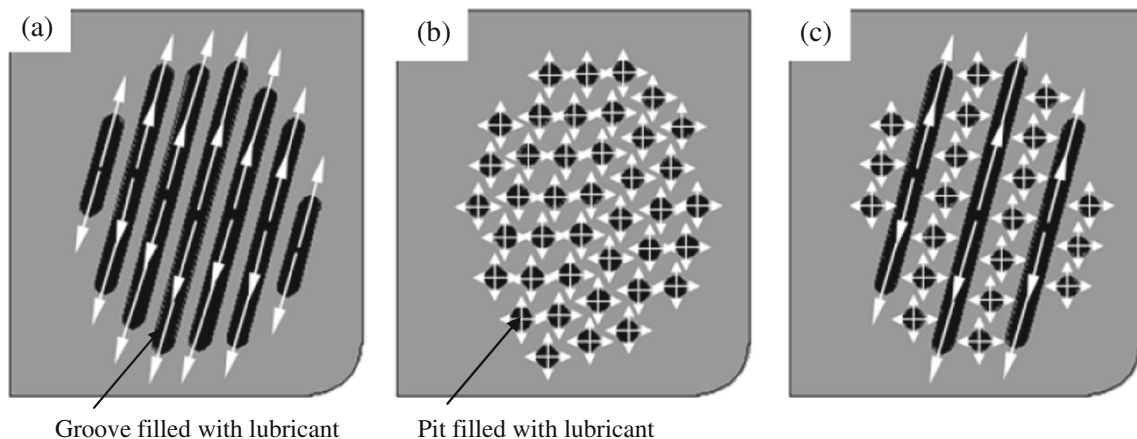 (a)
(b)
(c)
Groove filled with lubricant
Pit filled with lubricant